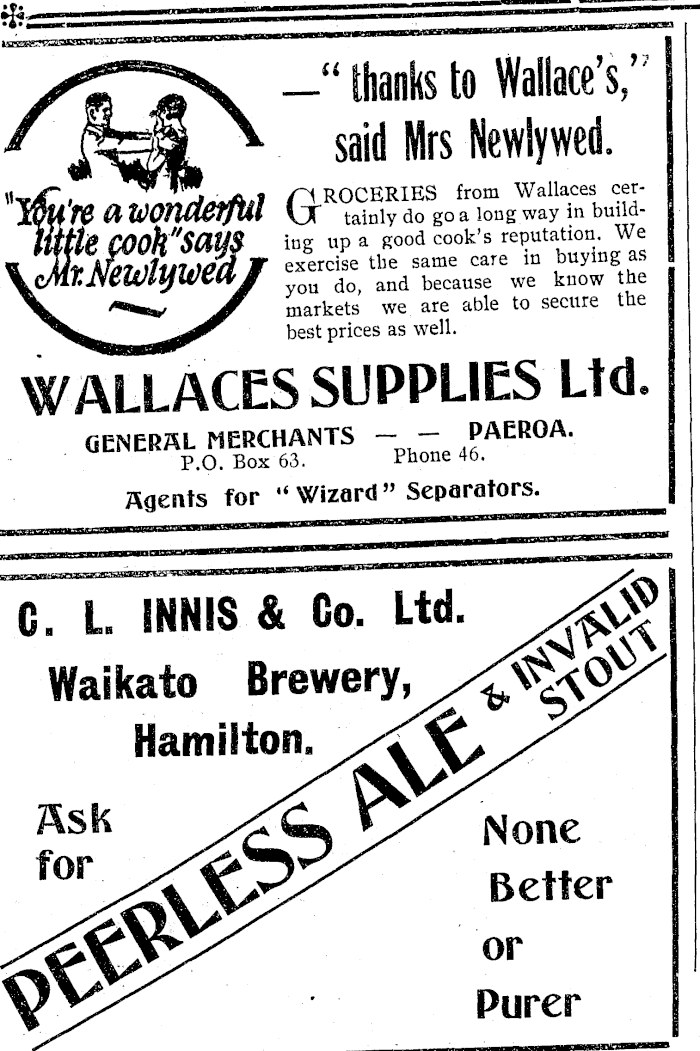 "You're a wonderful
little cook" says
Mr. Newlywed
—“ thanks to Wallace's,”
said Mrs Newlywed.
GROCERIES from Wallaces cer-
tainly do go a long way in build-
ing up a good cook's reputation. We
exercise the same care in buying as
you do, and because we know the
markets we are able to secure the
best prices as well.
WALLACES SUPPLIES Ltd.
GENERAL MERCHANTS — — PAEROA.
P.O. Box 63. Phone 46.
Agents for “ Wizard ” Separators.
C. L. INNIS & Co. Ltd.
Waikato Brewery,
Hamilton.
Ask
for
PEERLESS ALE & INVALID
STOUT
None
Better
or
Purer